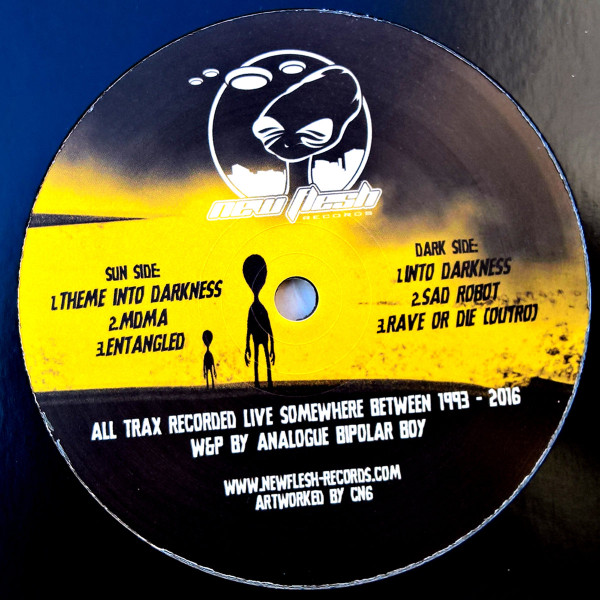 new flesh
RECORDS
SUN SIDE:
1.THEME INTO DARKNESS
2.MDMA
3.ENTANGLED
DARK SIDE:
1.INTO DARKNESS
2.SAD ROBOT
3.RAVE OR DIE (OUTRO)
ALL TRAX RECORDED LIVE SOMEWHERE BETWEEN 1993 - 2016
W&P BY ANALOGUE BIPOLAR BOY
WWW.NEWFLESH-RECORDS.COM
ARTWORKED BY CN6